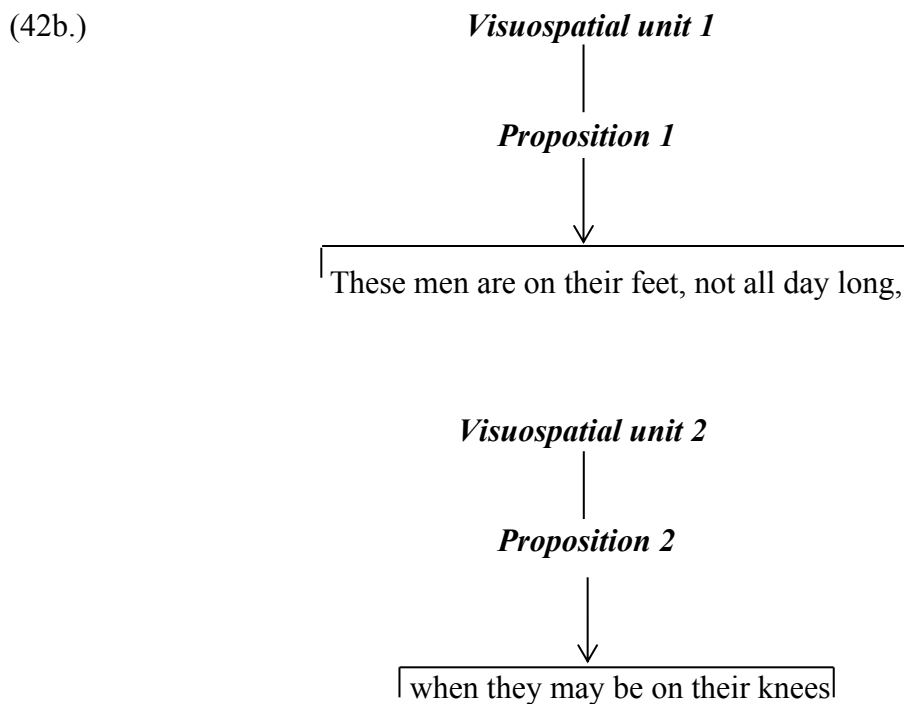 (42b.) Visuospatial unit 1
Proposition 1
These men are on their feet, not all day long,
Visuospatial unit 2
Proposition 2
when they may be on their knees